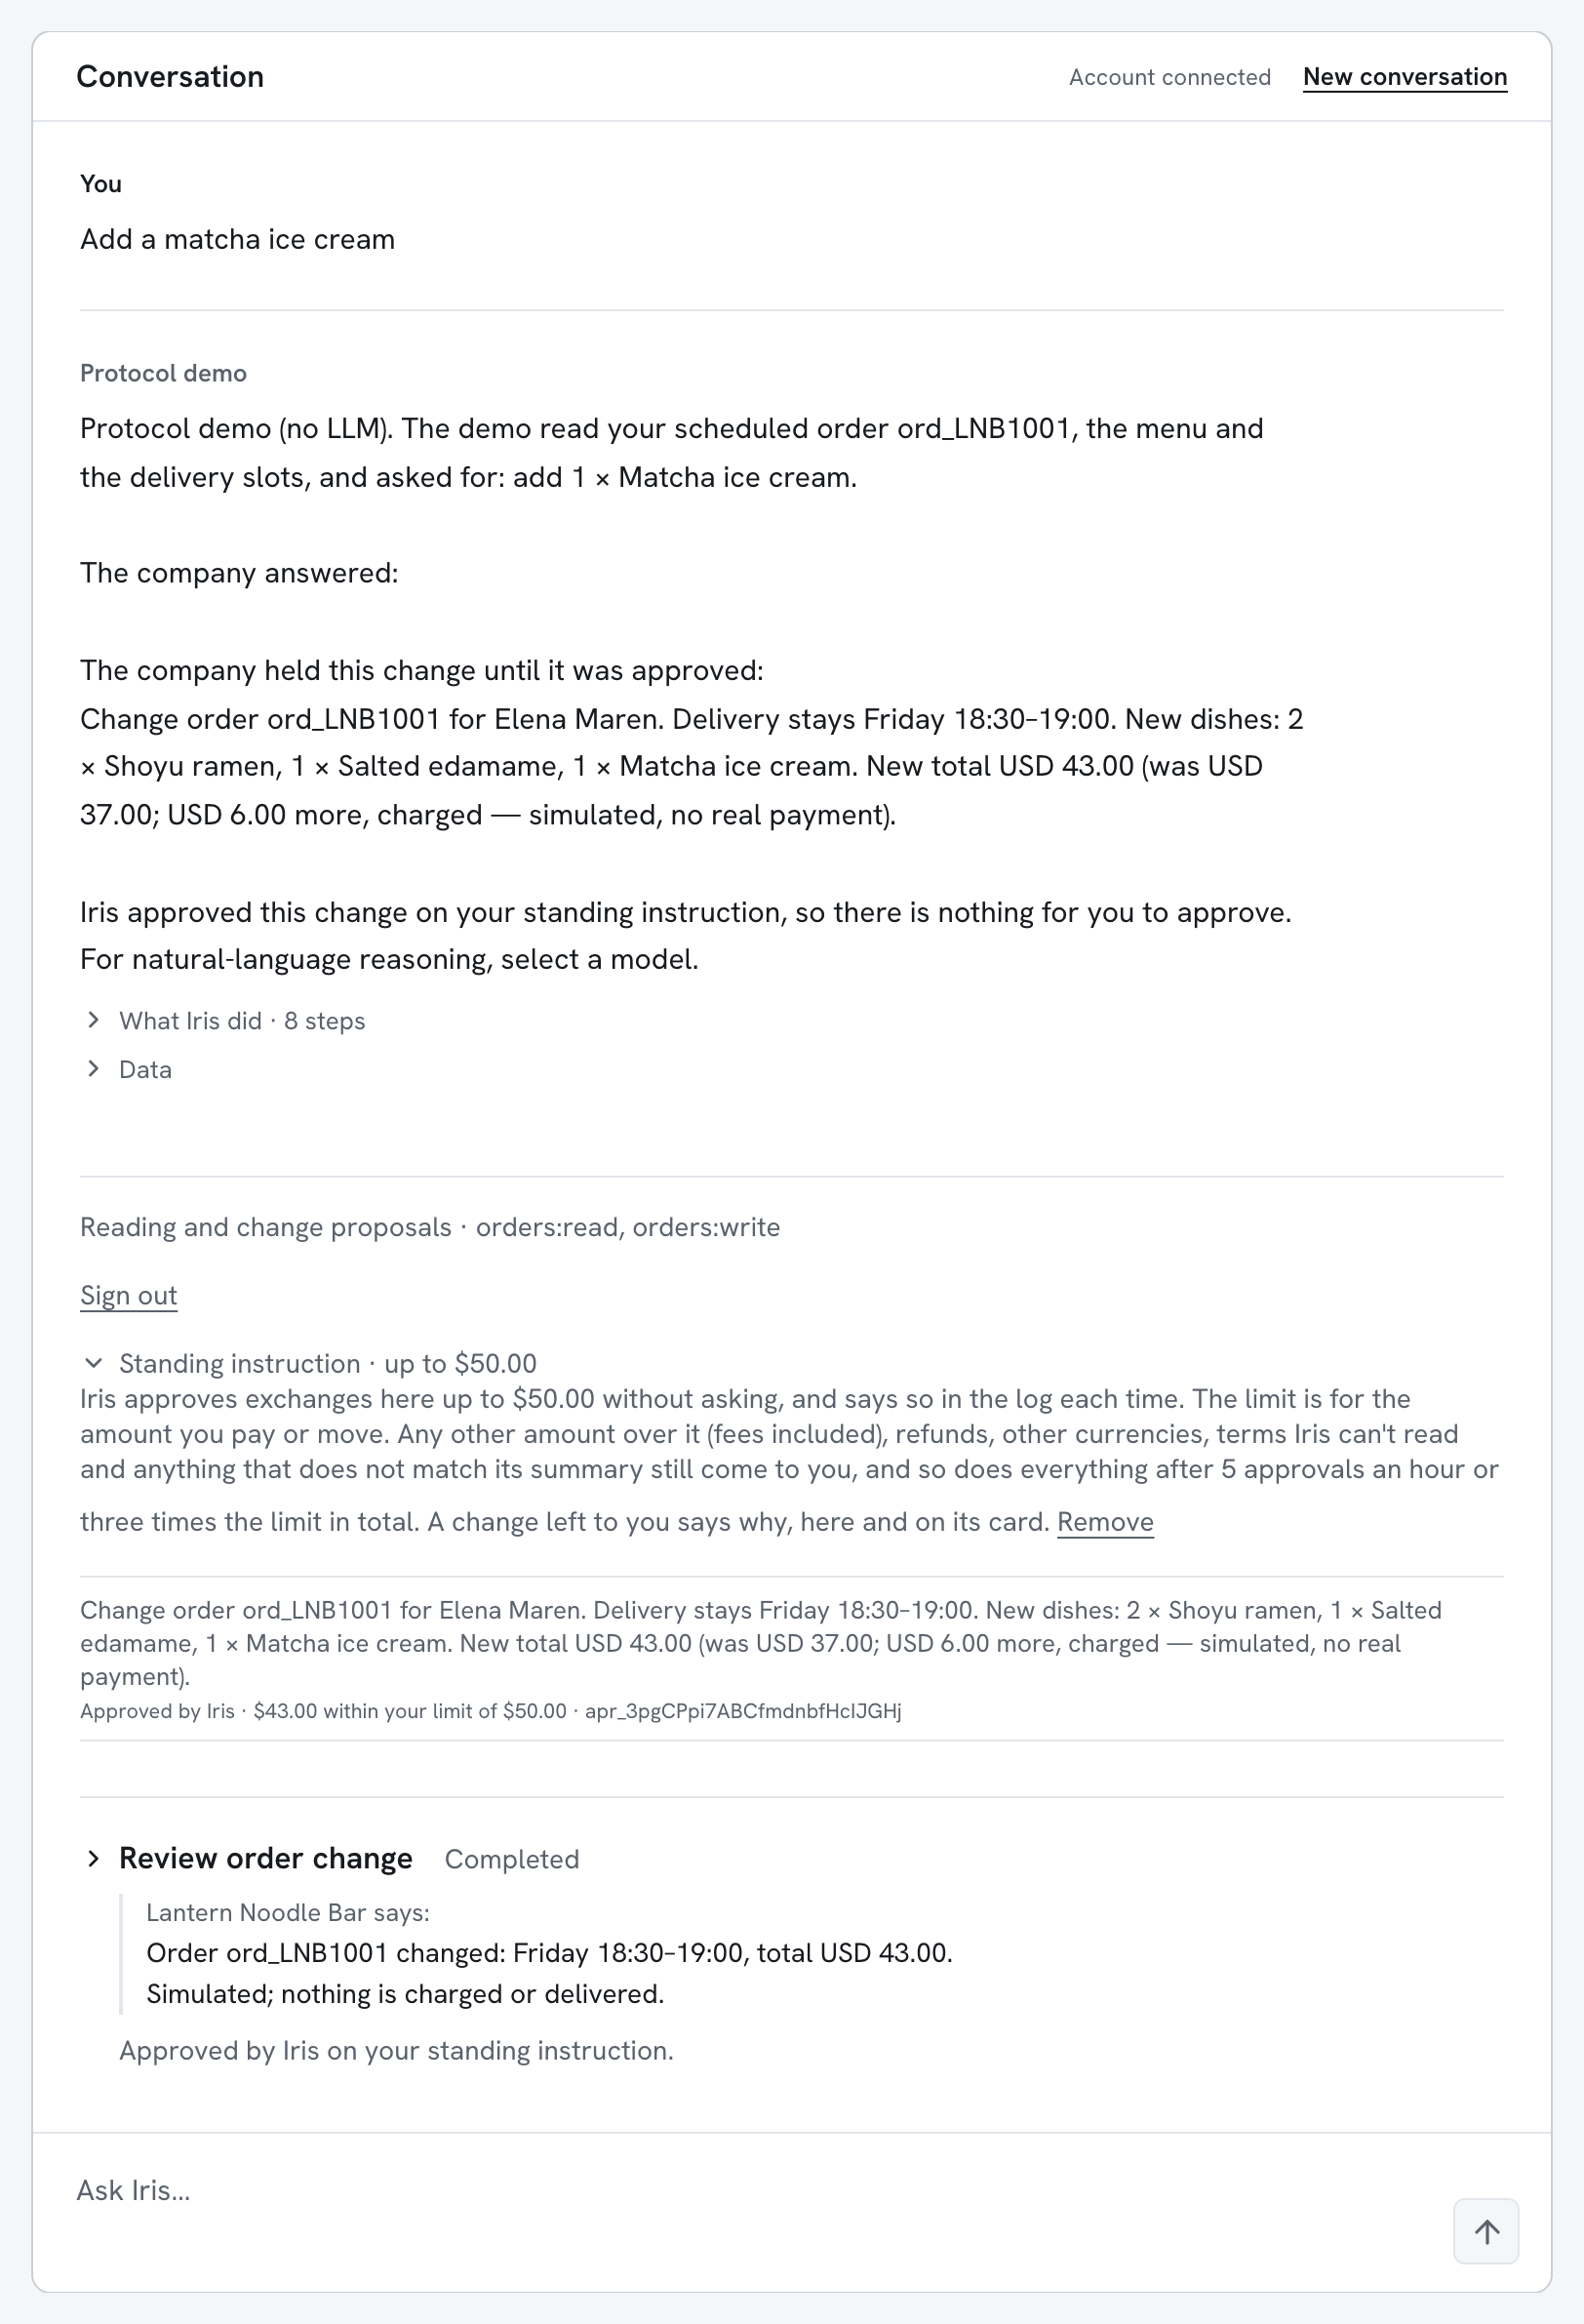 Conversation
Account connected
New conversation
You
Add a matcha ice cream
Protocol demo
Protocol demo (no LLM). The demo read your scheduled order ord_LNB1001, the menu and
the delivery slots, and asked for: add 1 × Matcha ice cream.
The company answered:
The company held this change until it was approved:
Change order ord_LNB1001 for Elena Maren. Delivery stays Friday 18:30–19:00. New dishes: 2
× Shoyu ramen, 1 × Salted edamame, 1 × Matcha ice cream. New total USD 43.00 (was USD
37.00; USD 6.00 more, charged — simulated, no real payment).
Iris approved this change on your standing instruction, so there is nothing for you to approve.
For natural-language reasoning, select a model.
What Iris did · 8 steps
Data
Reading and change proposals · orders:read, orders:write
Sign out
Standing instruction · up to $50.00
Iris approves exchanges here up to $50.00 without asking, and says so in the log each time. The limit is for the
amount you pay or move. Any other amount over it (fees included), refunds, other currencies, terms Iris can't read
and anything that does not match its summary still come to you, and so does everything after 5 approvals an hour or
three times the limit in total. A change left to you says why, here and on its card. Remove
Change order ord_LNB1001 for Elena Maren. Delivery stays Friday 18:30–19:00. New dishes: 2 × Shoyu ramen, 1 × Salted
edamame, 1 × Matcha ice cream. New total USD 43.00 (was USD 37.00; USD 6.00 more, charged — simulated, no real
payment).
Approved by Iris · $43.00 within your limit of $50.00 · apr_3pgCPpi7ABCfmdnbfHcIJGHj
Review order change
Completed
Lantern Noodle Bar says:
Order ord_LNB1001 changed: Friday 18:30–19:00, total USD 43.00.
Simulated; nothing is charged or delivered.
Approved by Iris on your standing instruction.
Ask Iris...